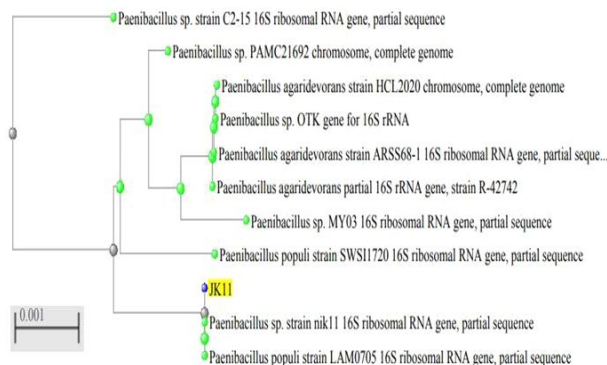 Paenibacillus sp. strain C2-15 16S ribosomal RNA gene, partial sequence
Paenibacillus sp. PAMC21692 chromosome, complete genome
Paenibacillus agaridevorans strain HCL2020 chromosome, complete genome
Paenibacillus sp. OTK gene for 16S rRNA
Paenibacillus agaridevorans strain ARSS68-1 16S ribosomal RNA gene, partial seque...
Paenibacillus agaridevorans partial 16S rRNA gene, strain R-42742
Paenibacillus sp. MY03 16S ribosomal RNA gene, partial sequence
Paenibacillus populi strain SWSI1720 16S ribosomal RNA gene, partial sequence
JK11
Paenibacillus sp. strain nik11 16S ribosomal RNA gene, partial sequence
Paenibacillus populi strain LAM0705 16S ribosomal RNA gene, partial sequence
0.001